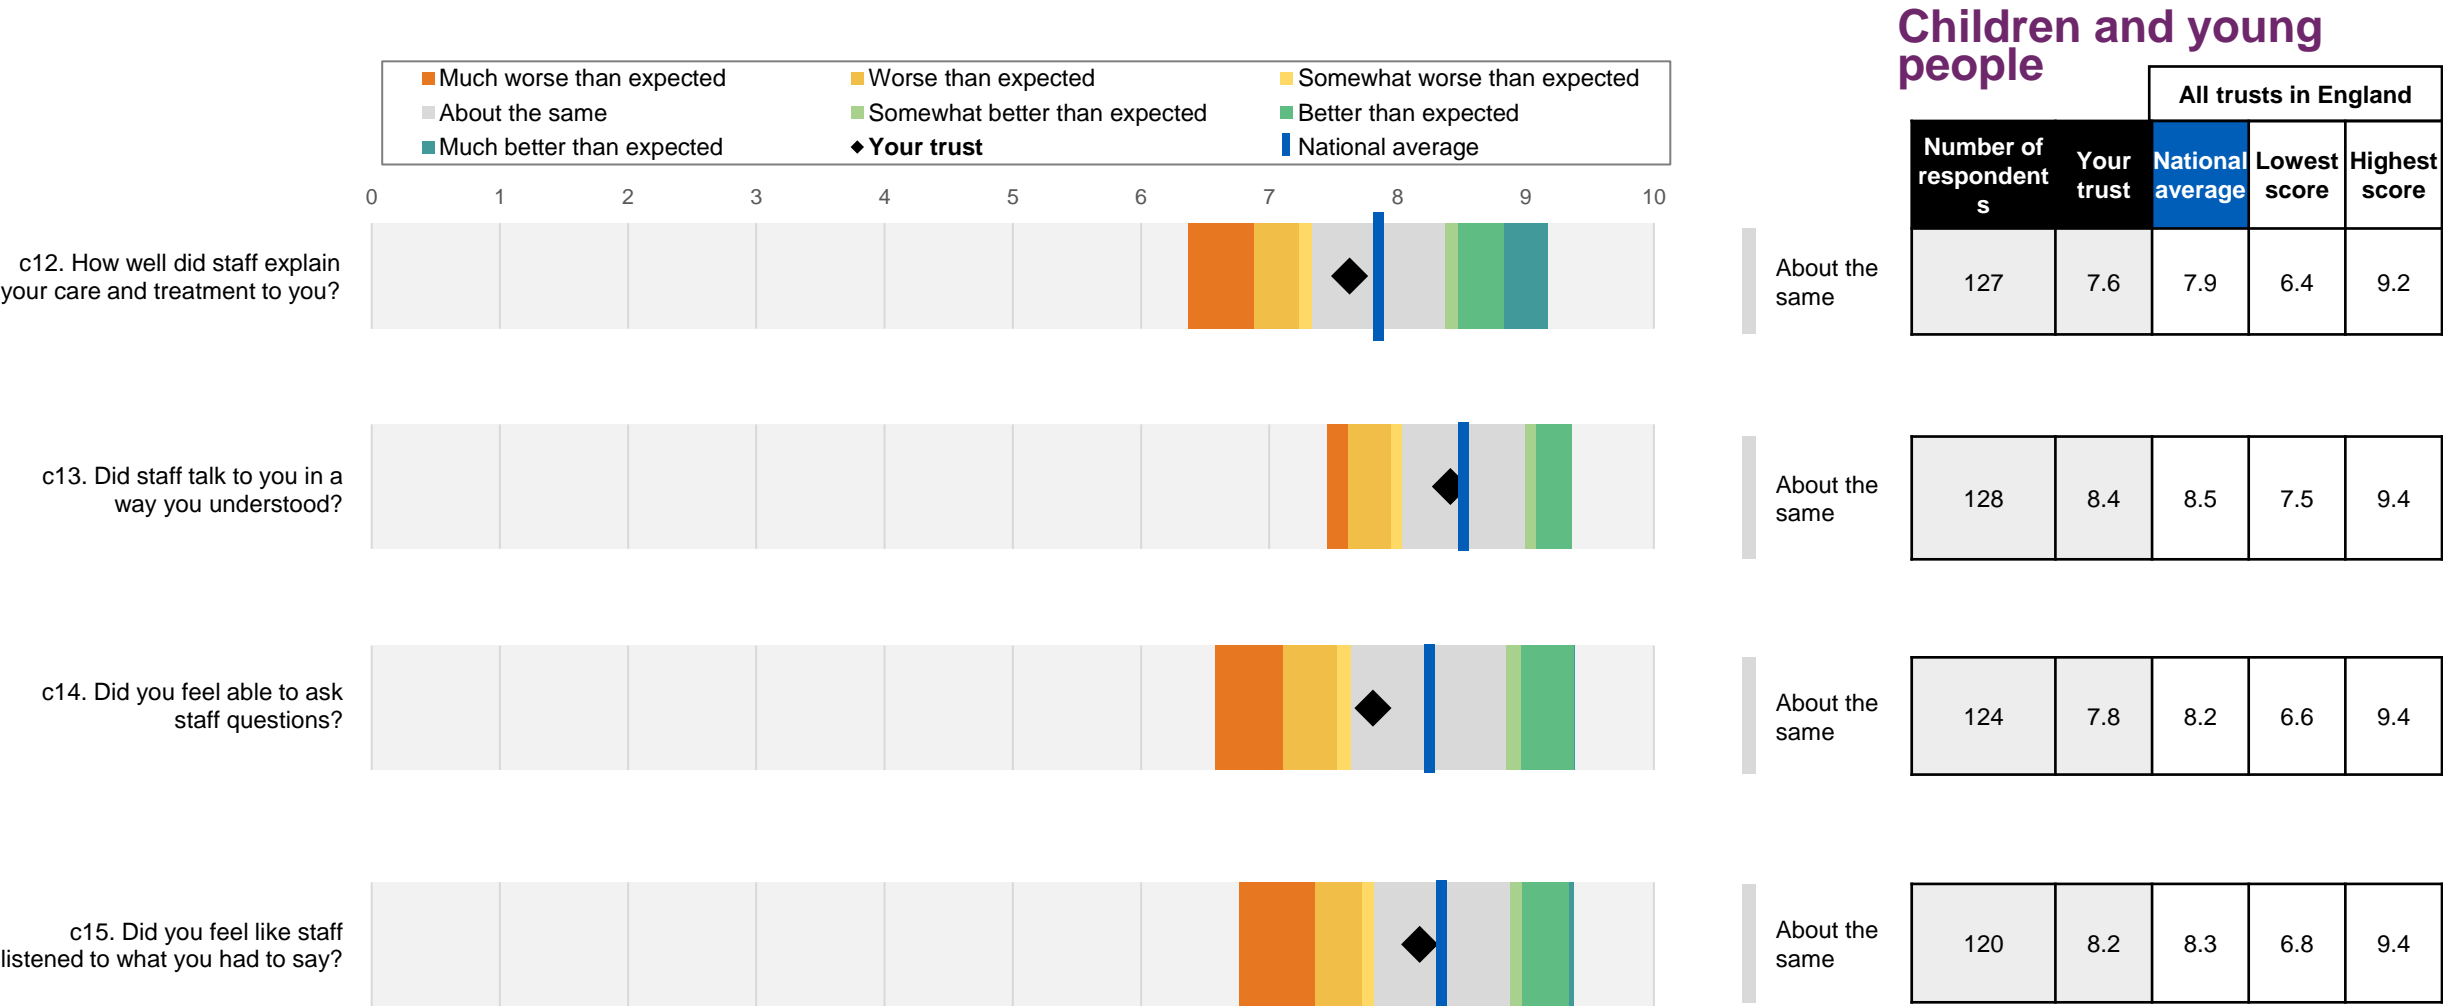 Children and young
people
Much worse than expected
Worse than expected
Somewhat worse than expected
About the same
Somewhat better than expected
Better than expected
Much better than expected
Your trust
National average
All trusts in England
Number of
respondent
s
Your
trust
National
average
Lowest
score
Highest
score
0 1 2 3 4 5 6 7 8 9 10
c12. How well did staff explain
your care and treatment to you?
About the
same
127 7.6 7.9 6.4 9.2
c13. Did staff talk to you in a
way you understood?
About the
same
128 8.4 8.5 7.5 9.4
c14. Did you feel able to ask
staff questions?
About the
same
124 7.8 8.2 6.6 9.4
c15. Did you feel like staff
listened to what you had to say?
About the
same
120 8.2 8.3 6.8 9.4